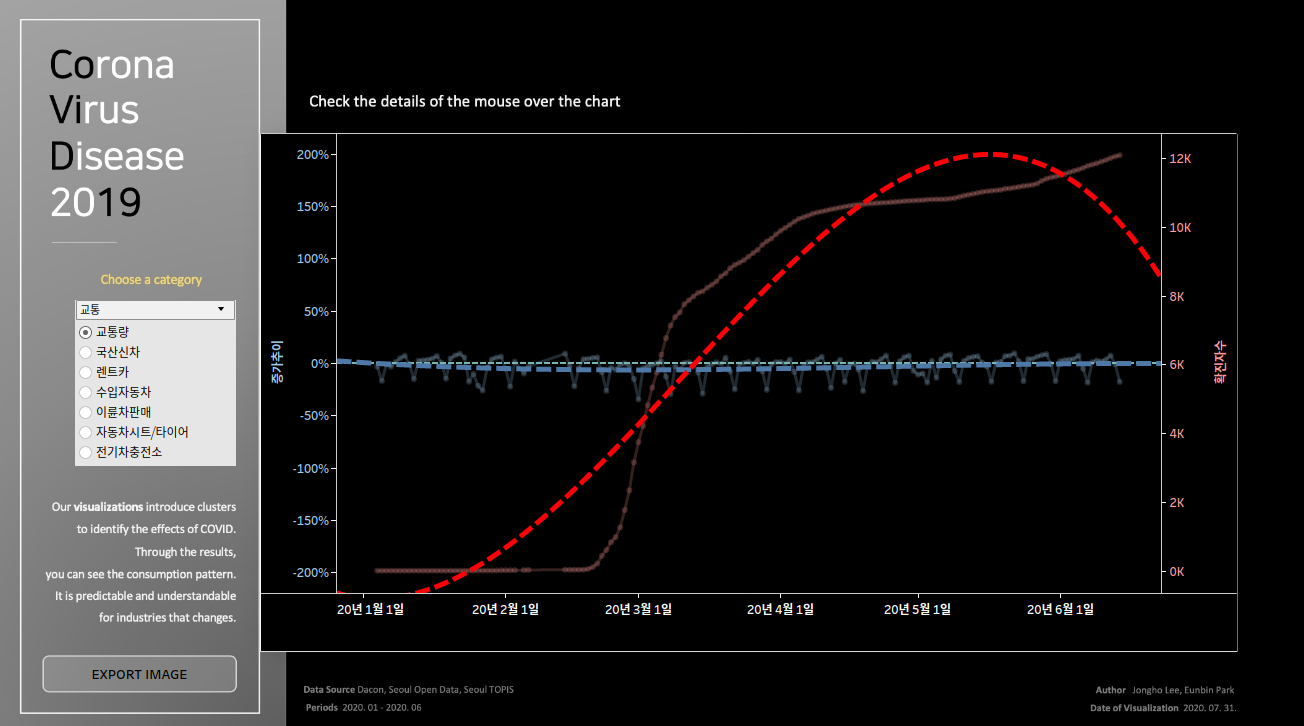 Corona
Virus
Disease
2019
Choose a category
교통
교통량
국산신차
렌트카
수입자동차
이륜차판매
자동차시트/타이어
전기차충전소
Our visualizations introduce clusters
to identify the effects of COVID.
Through the results,
you can see the consumption pattern.
It is predictable and understandable
for industries that changes.
EXPORT IMAGE
Check the details of the mouse over the chart
200%
150%
100%
50%
0%
-50%
-100%
-150%
-200%
증가추이
12K
10K
8K
6K
4K
2K
0K
확진자수
20년 1월 1일
20년 2월 1일
20년 3월 1일
20년 4월 1일
20년 5월 1일
20년 6월 1일
Data Source Dacon, Seoul Open Data, Seoul TOPIS
Periods 2020. 01 - 2020. 06
Author Jongho Lee, Eunbin Park
Date of Visualization 2020. 07. 31.